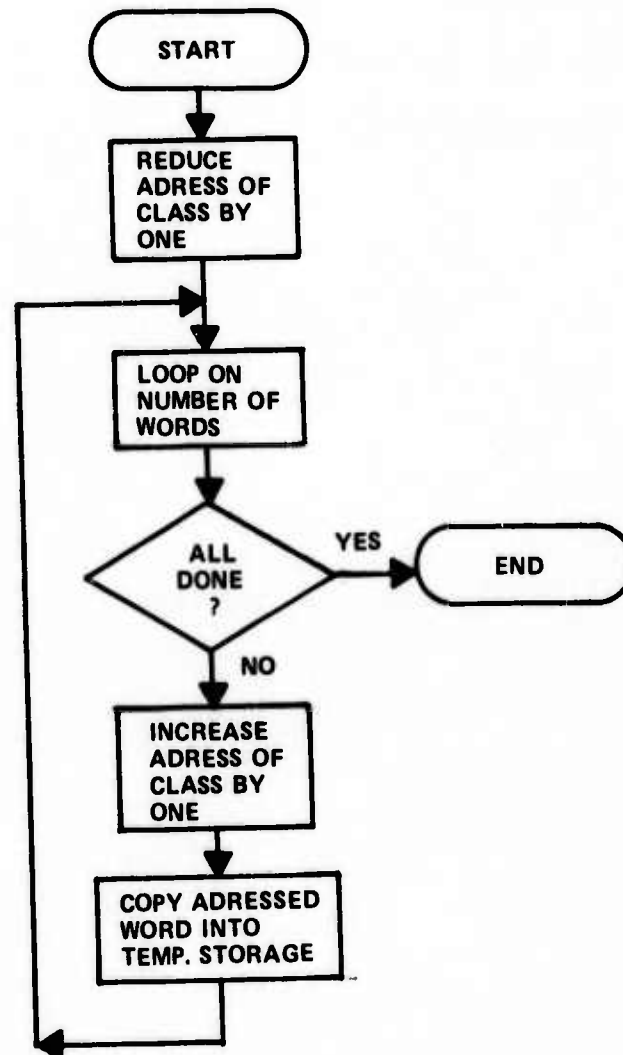 START
REDUCE
ADRESS OF
CLASS BY
ONE
LOOP ON
NUMBER OF
WORDS
ALL
DONE
?
YES
END
NO
INCREASE
ADRESS OF
CLASS BY
ONE
COPY ADRESSED
WORD INTO
TEMP. STORAGE